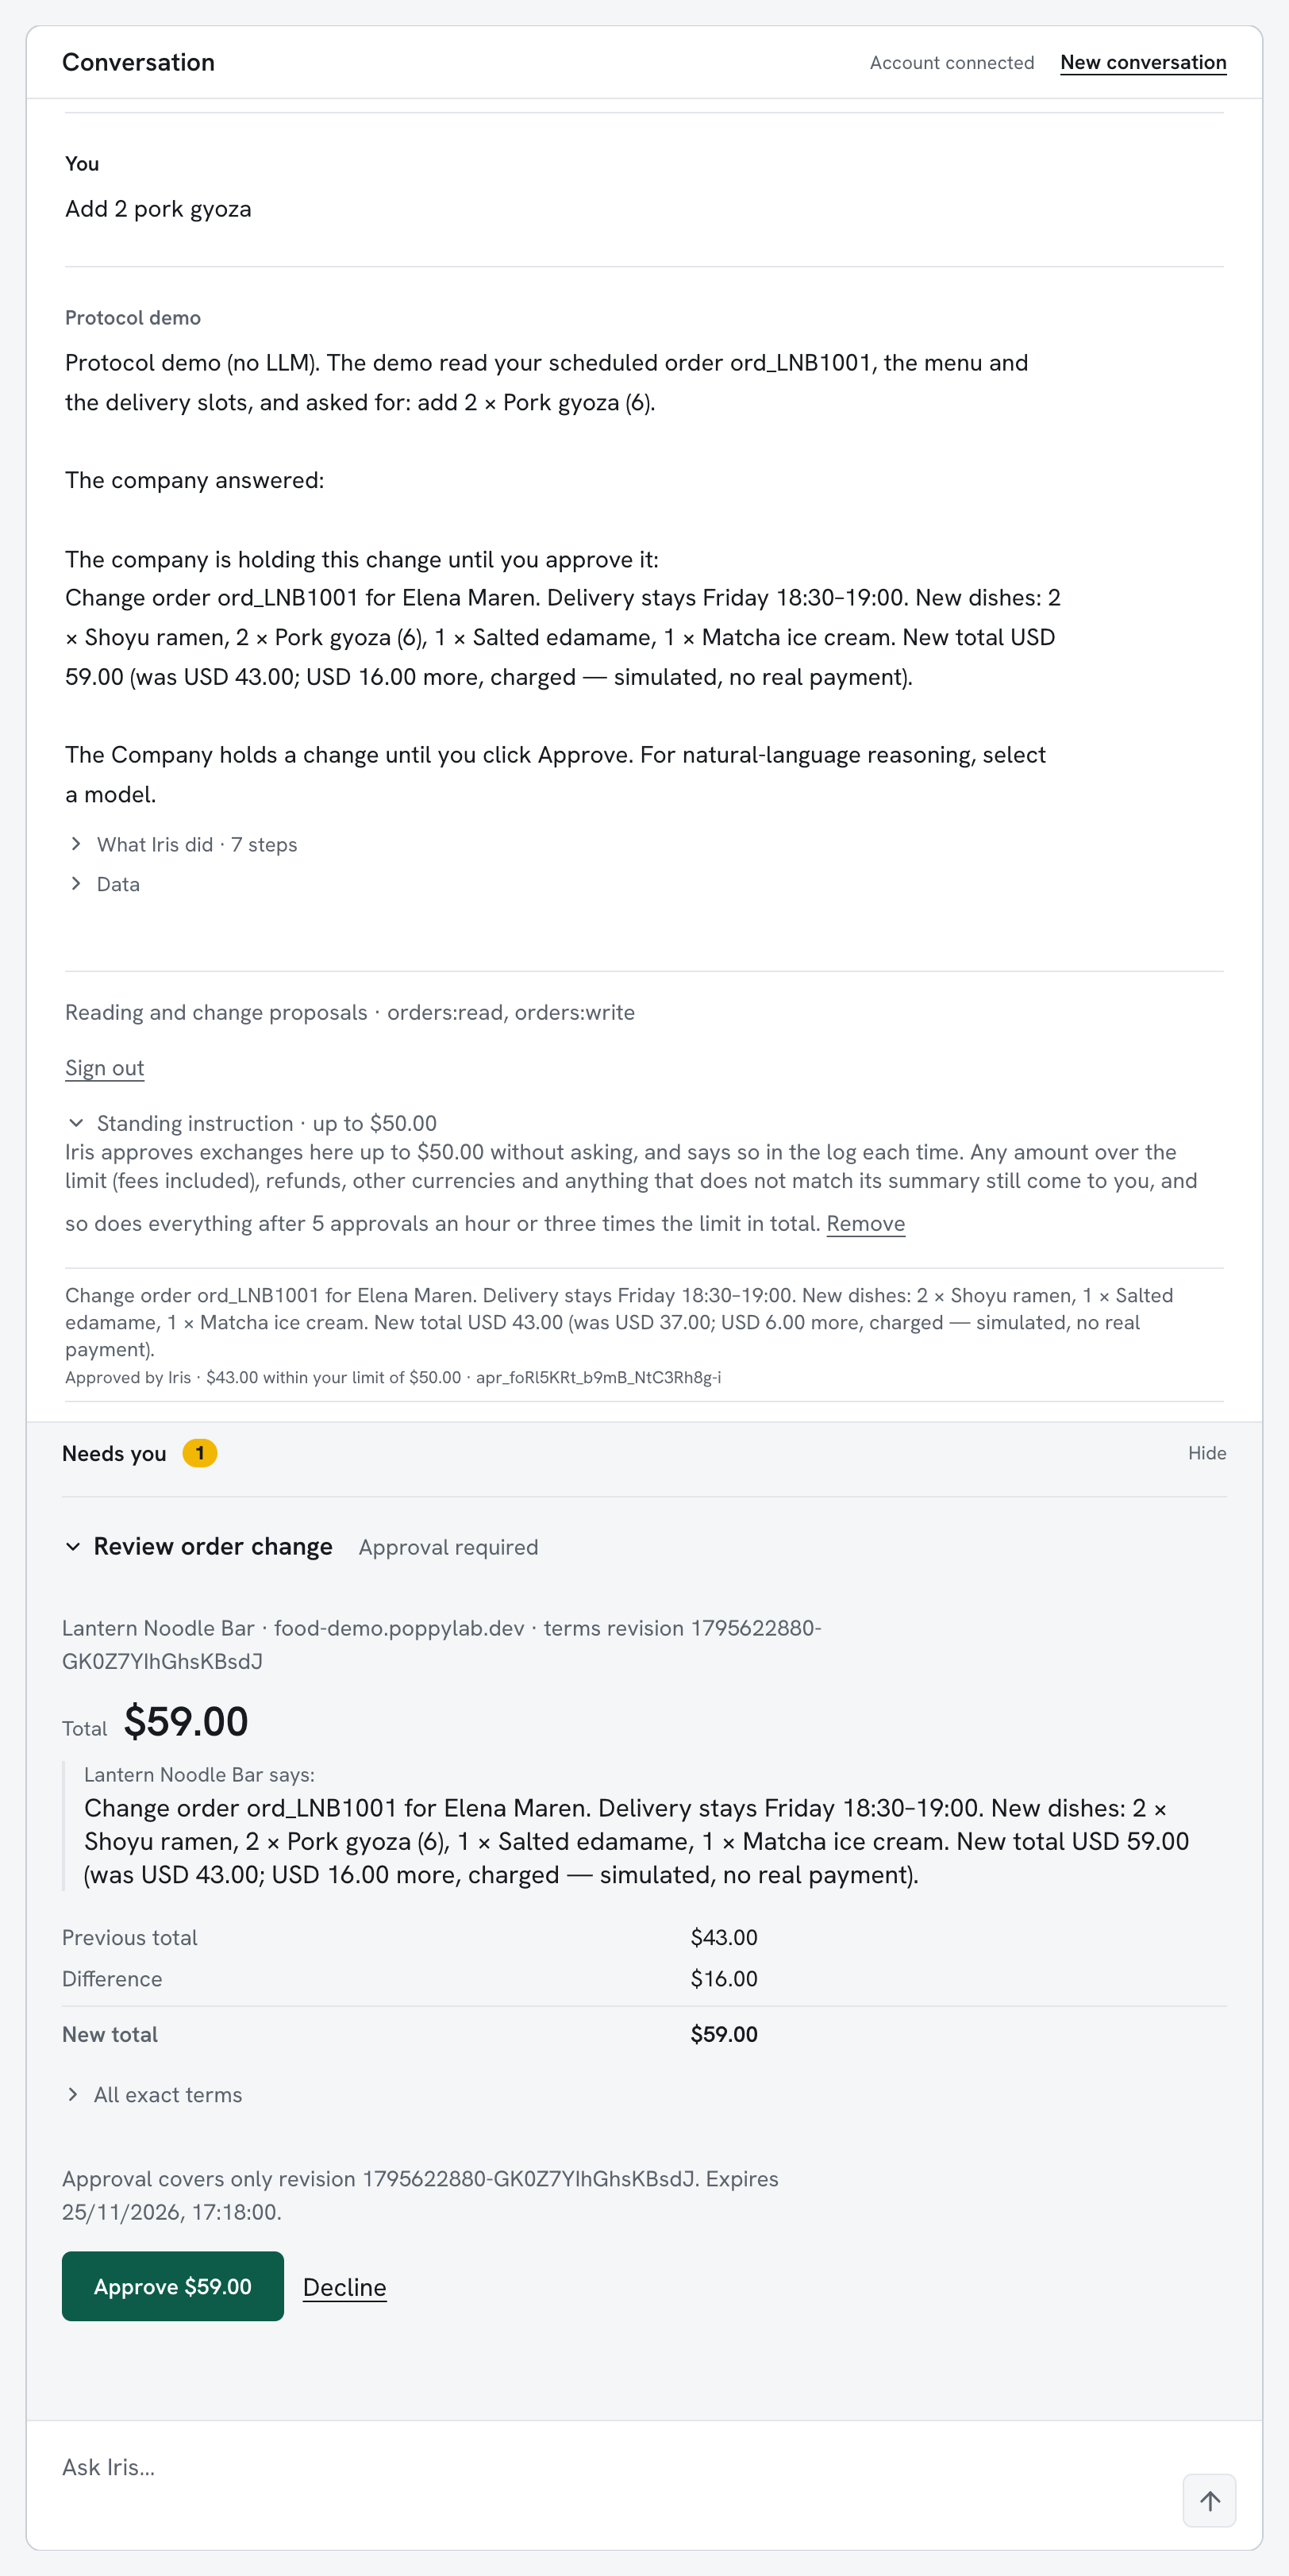 Conversation
Account connected
New conversation
You
Add 2 pork gyoza
Protocol demo
Protocol demo (no LLM). The demo read your scheduled order ord_LNB1001, the menu and
the delivery slots, and asked for: add 2 × Pork gyoza (6).
The company answered:
The company is holding this change until you approve it:
Change order ord_LNB1001 for Elena Maren. Delivery stays Friday 18:30–19:00. New dishes: 2
× Shoyu ramen, 2 × Pork gyoza (6), 1 × Salted edamame, 1 × Matcha ice cream. New total USD
59.00 (was USD 43.00; USD 16.00 more, charged — simulated, no real payment).
The Company holds a change until you click Approve. For natural-language reasoning, select
a model.
What Iris did · 7 steps
Data
Reading and change proposals · orders:read, orders:write
Sign out
Standing instruction · up to $50.00
Iris approves exchanges here up to $50.00 without asking, and says so in the log each time. Any amount over the
limit (fees included), refunds, other currencies and anything that does not match its summary still come to you, and
so does everything after 5 approvals an hour or three times the limit in total. Remove
Change order ord_LNB1001 for Elena Maren. Delivery stays Friday 18:30–19:00. New dishes: 2 × Shoyu ramen, 1 × Salted
edamame, 1 × Matcha ice cream. New total USD 43.00 (was USD 37.00; USD 6.00 more, charged — simulated, no real
payment).
Approved by Iris · $43.00 within your limit of $50.00 · apr_foRl5KRt_b9mB_NtC3Rh8g-i
Needs you 1
Hide
Review order change Approval required
Lantern Noodle Bar · food-demo.poppylab.dev · terms revision 1795622880-
GK0Z7YIhGhsKBsdJ
Total $59.00
Lantern Noodle Bar says:
Change order ord_LNB1001 for Elena Maren. Delivery stays Friday 18:30–19:00. New dishes: 2 ×
Shoyu ramen, 2 × Pork gyoza (6), 1 × Salted edamame, 1 × Matcha ice cream. New total USD 59.00
(was USD 43.00; USD 16.00 more, charged — simulated, no real payment).
Previous total $43.00
Difference $16.00
New total $59.00
All exact terms
Approval covers only revision 1795622880-GK0Z7YIhGhsKBsdJ. Expires
25/11/2026, 17:18:00.
Approve $59.00 Decline
Ask Iris...